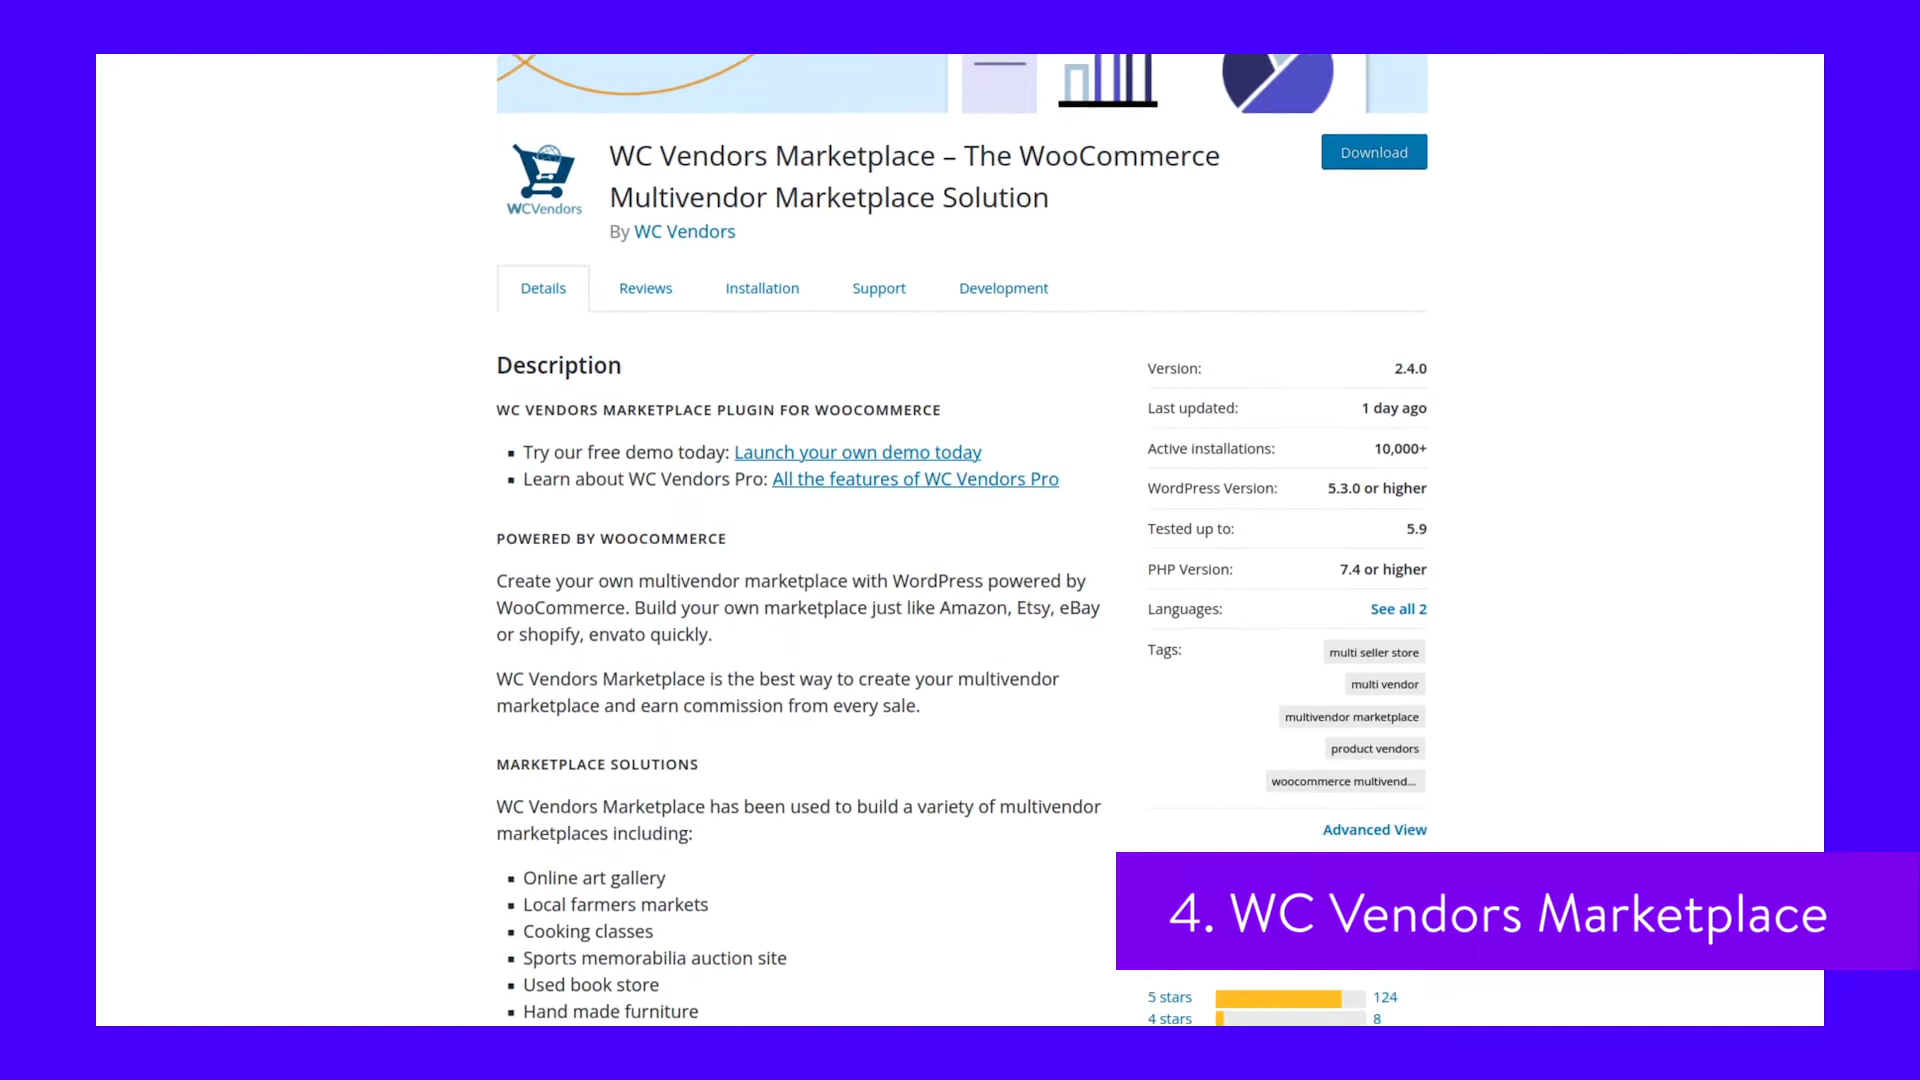 WC Vendors Marketplace – The WooCommerce
Multivendor Marketplace Solution
Download
WCVendors
By WC Vendors
Details
Reviews
Installation
Support
Development
Description
WC VENDORS MARKETPLACE PLUGIN FOR WOOCOMMERCE
▪ Try our free demo today: Launch your own demo today
▪ Learn about WC Vendors Pro: All the features of WC Vendors Pro
POWERED BY WOOCOMMERCE
Create your own multivendor marketplace with WordPress powered by
WooCommerce. Build your own marketplace just like Amazon, Etsy, eBay
or shopify, envato quickly.
WC Vendors Marketplace is the best way to create your multivendor
marketplace and earn commission from every sale.
MARKETPLACE SOLUTIONS
WC Vendors Marketplace has been used to build a variety of multivendor
marketplaces including:
▪ Online art gallery
▪ Local farmers markets
▪ Cooking classes
▪ Sports memorabilia auction site
▪ Used book store
▪ Hand made furniture
Version: 2.4.0
Last updated: 1 day ago
Active installations: 10,000+
WordPress Version: 5.3.0 or higher
Tested up to: 5.9
PHP Version: 7.4 or higher
Languages: See all 2
Tags: multi seller store
multi vendor
multivendor marketplace
product vendors
woocommerce multivend...
Advanced View
4. WC Vendors Marketplace
5 stars 124
4 stars 8